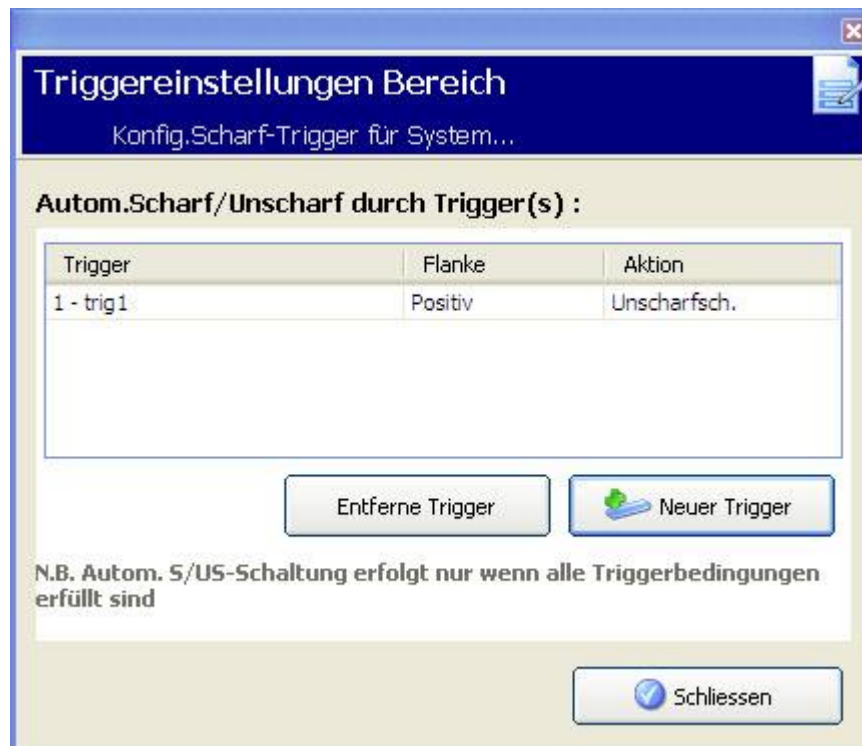 Triggereinstellungen Bereich
Konfig.Scharf-Trigger für System...
Autom.Scharf/Unscharf durch Trigger(s) :
Trigger Flanke Aktion
1 - trig1 Positiv Unscharfsch.
Entferne Trigger Neuer Trigger
N.B. Autom. S/US-Schaltung erfolgt nur wenn alle Triggerbedingungen
erfüllt sind
Schliessen